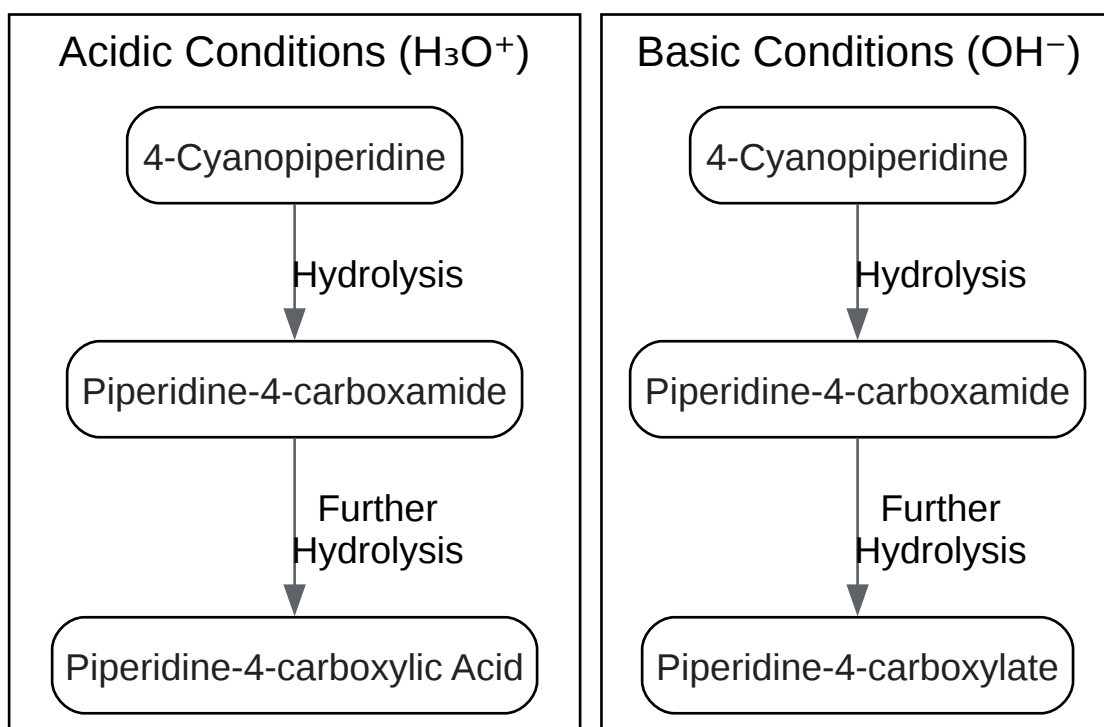 Acidic Conditions (H₃O⁺)
4-Cyanopiperidine
Hydrolysis
Piperidine-4-carboxamide
Further
Hydrolysis
Piperidine-4-carboxylic Acid
Basic Conditions (OH⁻)
4-Cyanopiperidine
Hydrolysis
Piperidine-4-carboxamide
Further
Hydrolysis
Piperidine-4-carboxylate